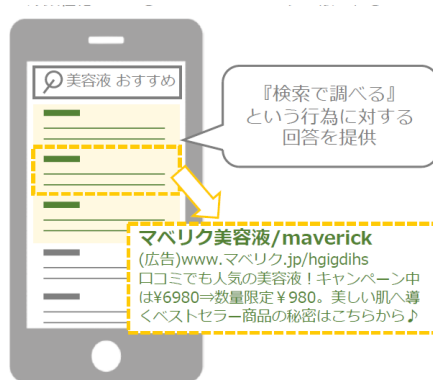 美容液 おすすめ
『検索で調べる』
という行為に対する
回答を提供
マベリク美容液/maverick
(広告)www.マベリク.jp/hgigdihs
口コミでも人気の美容液！キャンペーン中
は¥6980⇒数量限定￥980。美しい肌へ導
くベストセラー商品の秘密はこちらから♪